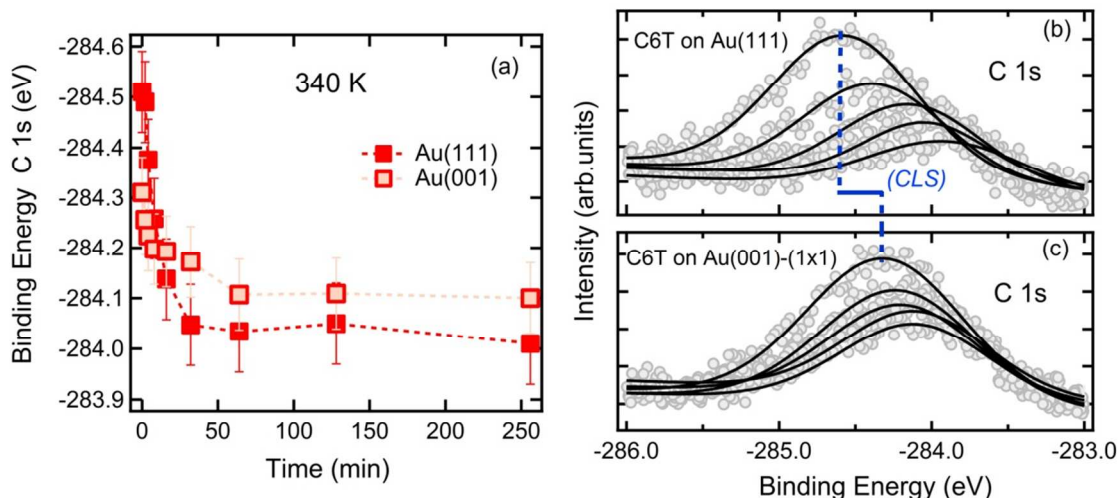 (a)
340 K
Au(111)
Au(001)
Binding Energy C 1s (eV)
-284.6
-284.5
-284.4
-284.3
-284.2
-284.1
-284.0
-283.9
0
50
100
150
200
250
Time (min)
C6T on Au(111)
(b)
C 1s
(CLS)
Intensity (arb.units)
C6T on Au(001)-(1x1)
(c)
C 1s
-286.0
-285.0
-284.0
-283.0
Binding Energy (eV)